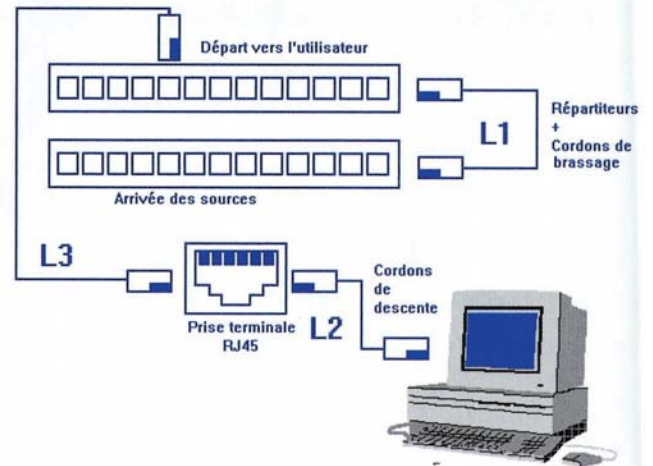 Départ vers l'utilisateur
L1
Répartiteurs
+
Cordons de
brassage
Arrivée des sources
L3
Cordons
de
descente
Prise terminale
RJ45
L2